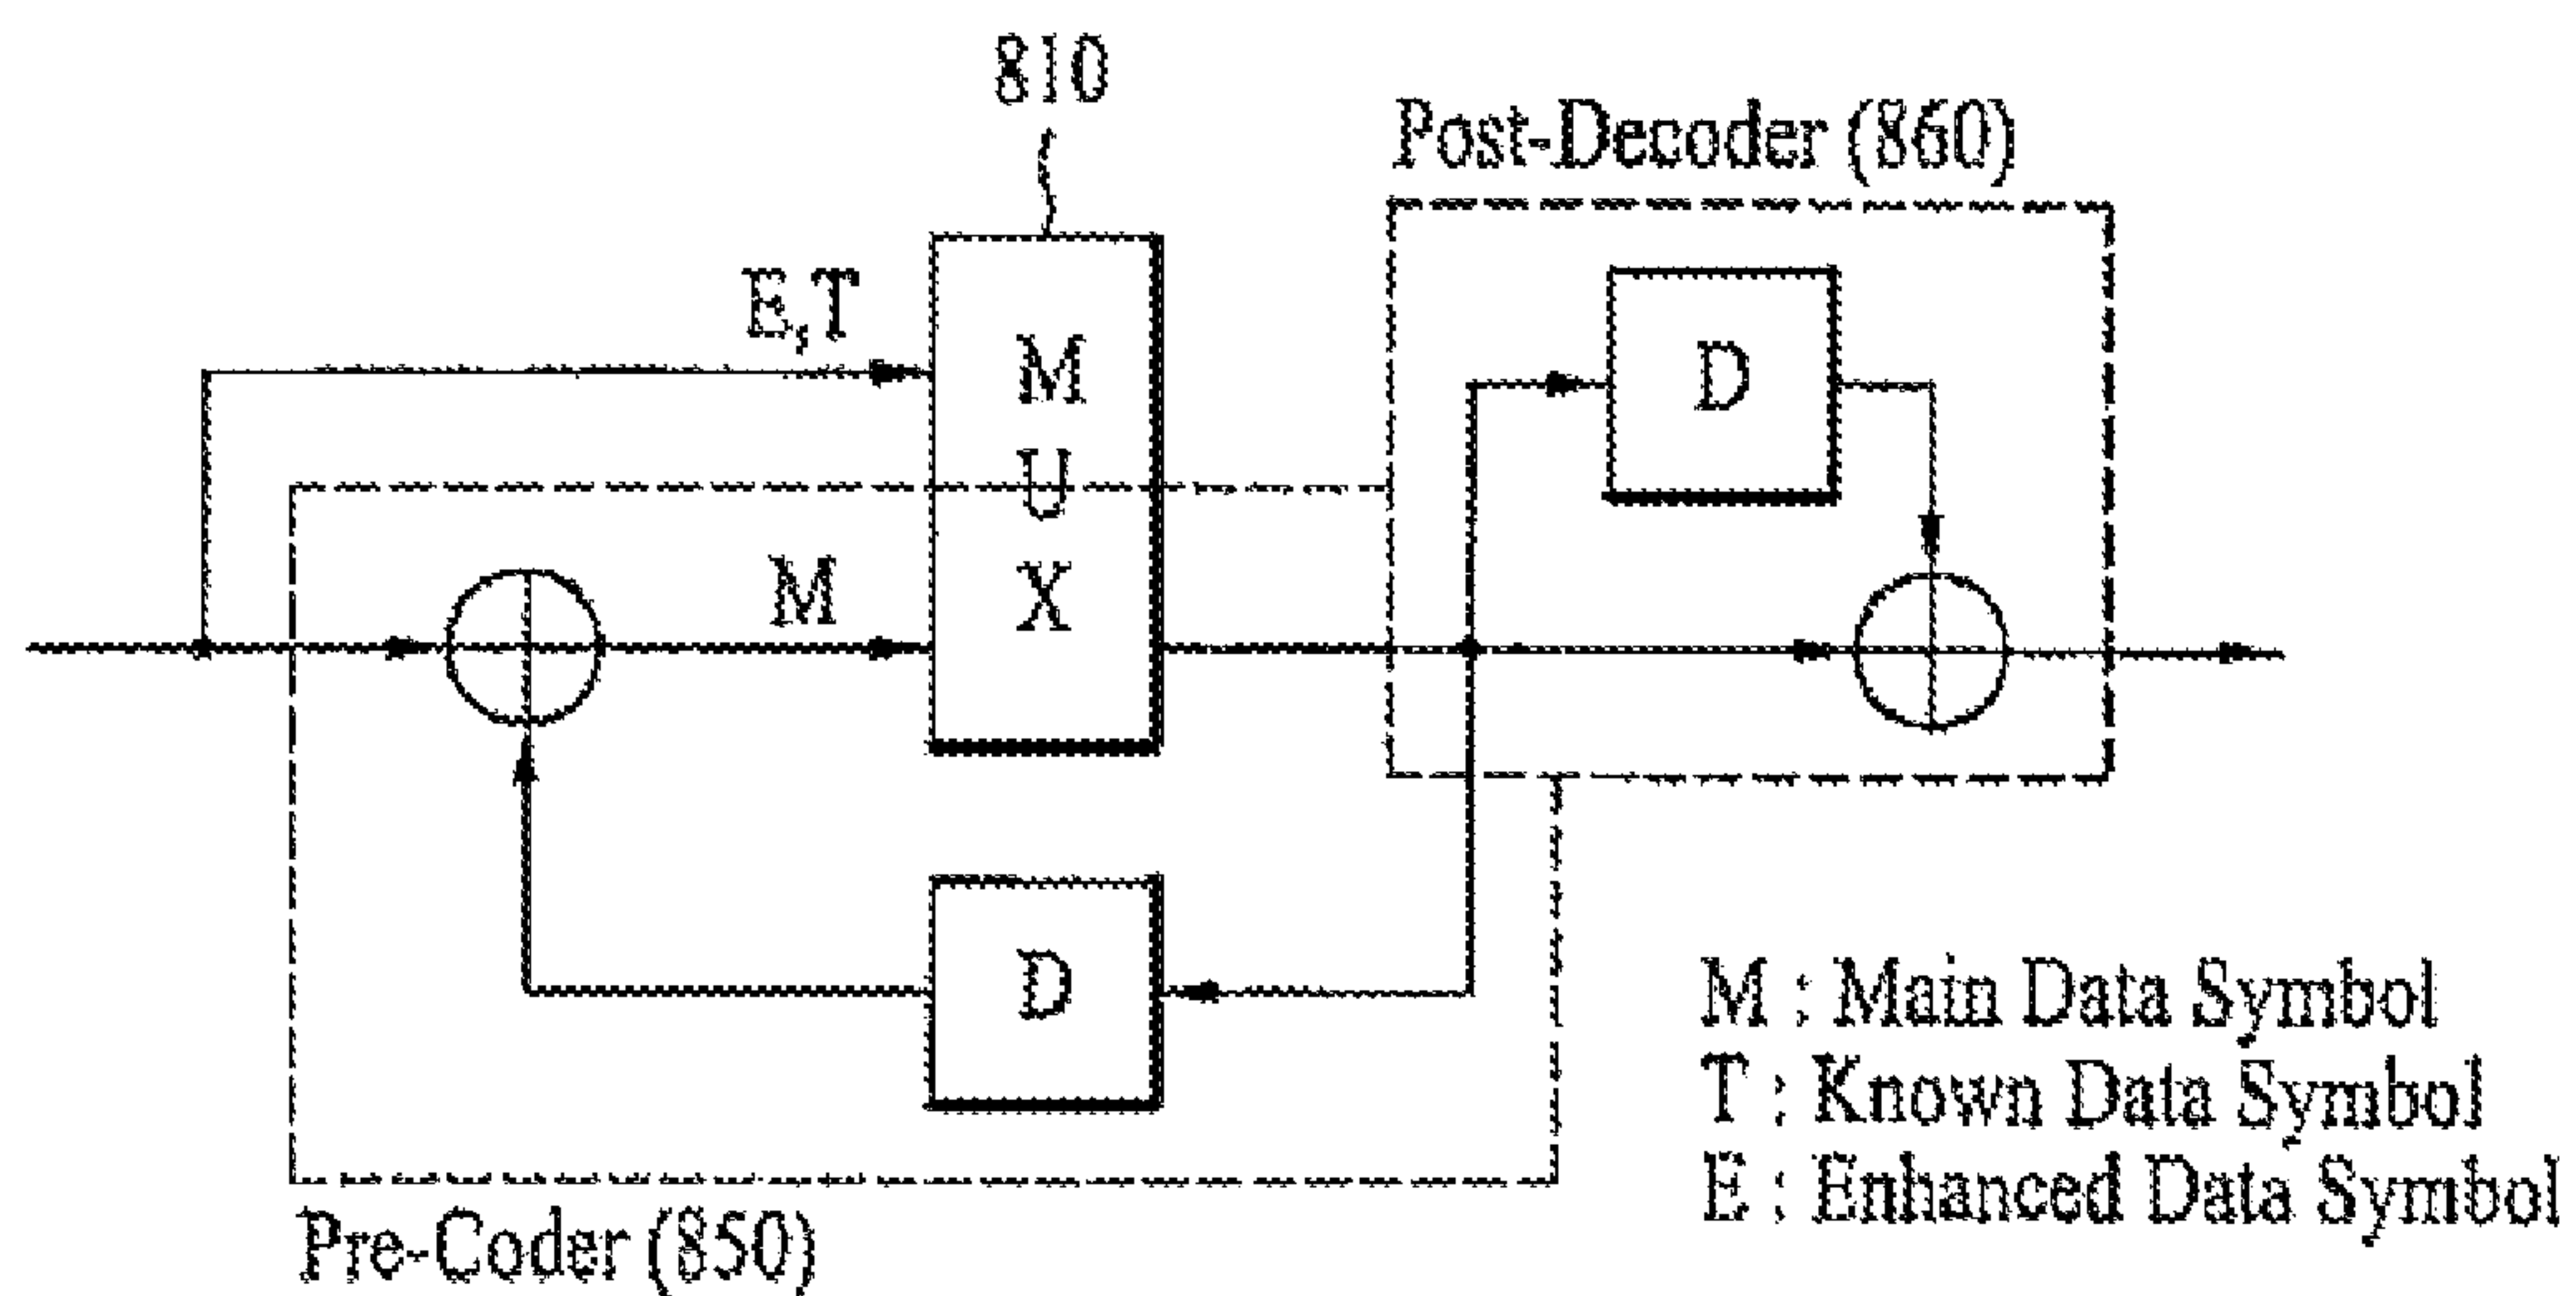 810
Post-Decoder (860)
E,T
M
U
X
D
M
D
Pre-Coder (850)
M : Main Data Symbol
T : Known Data Symbol
E : Enhanced Data Symbol